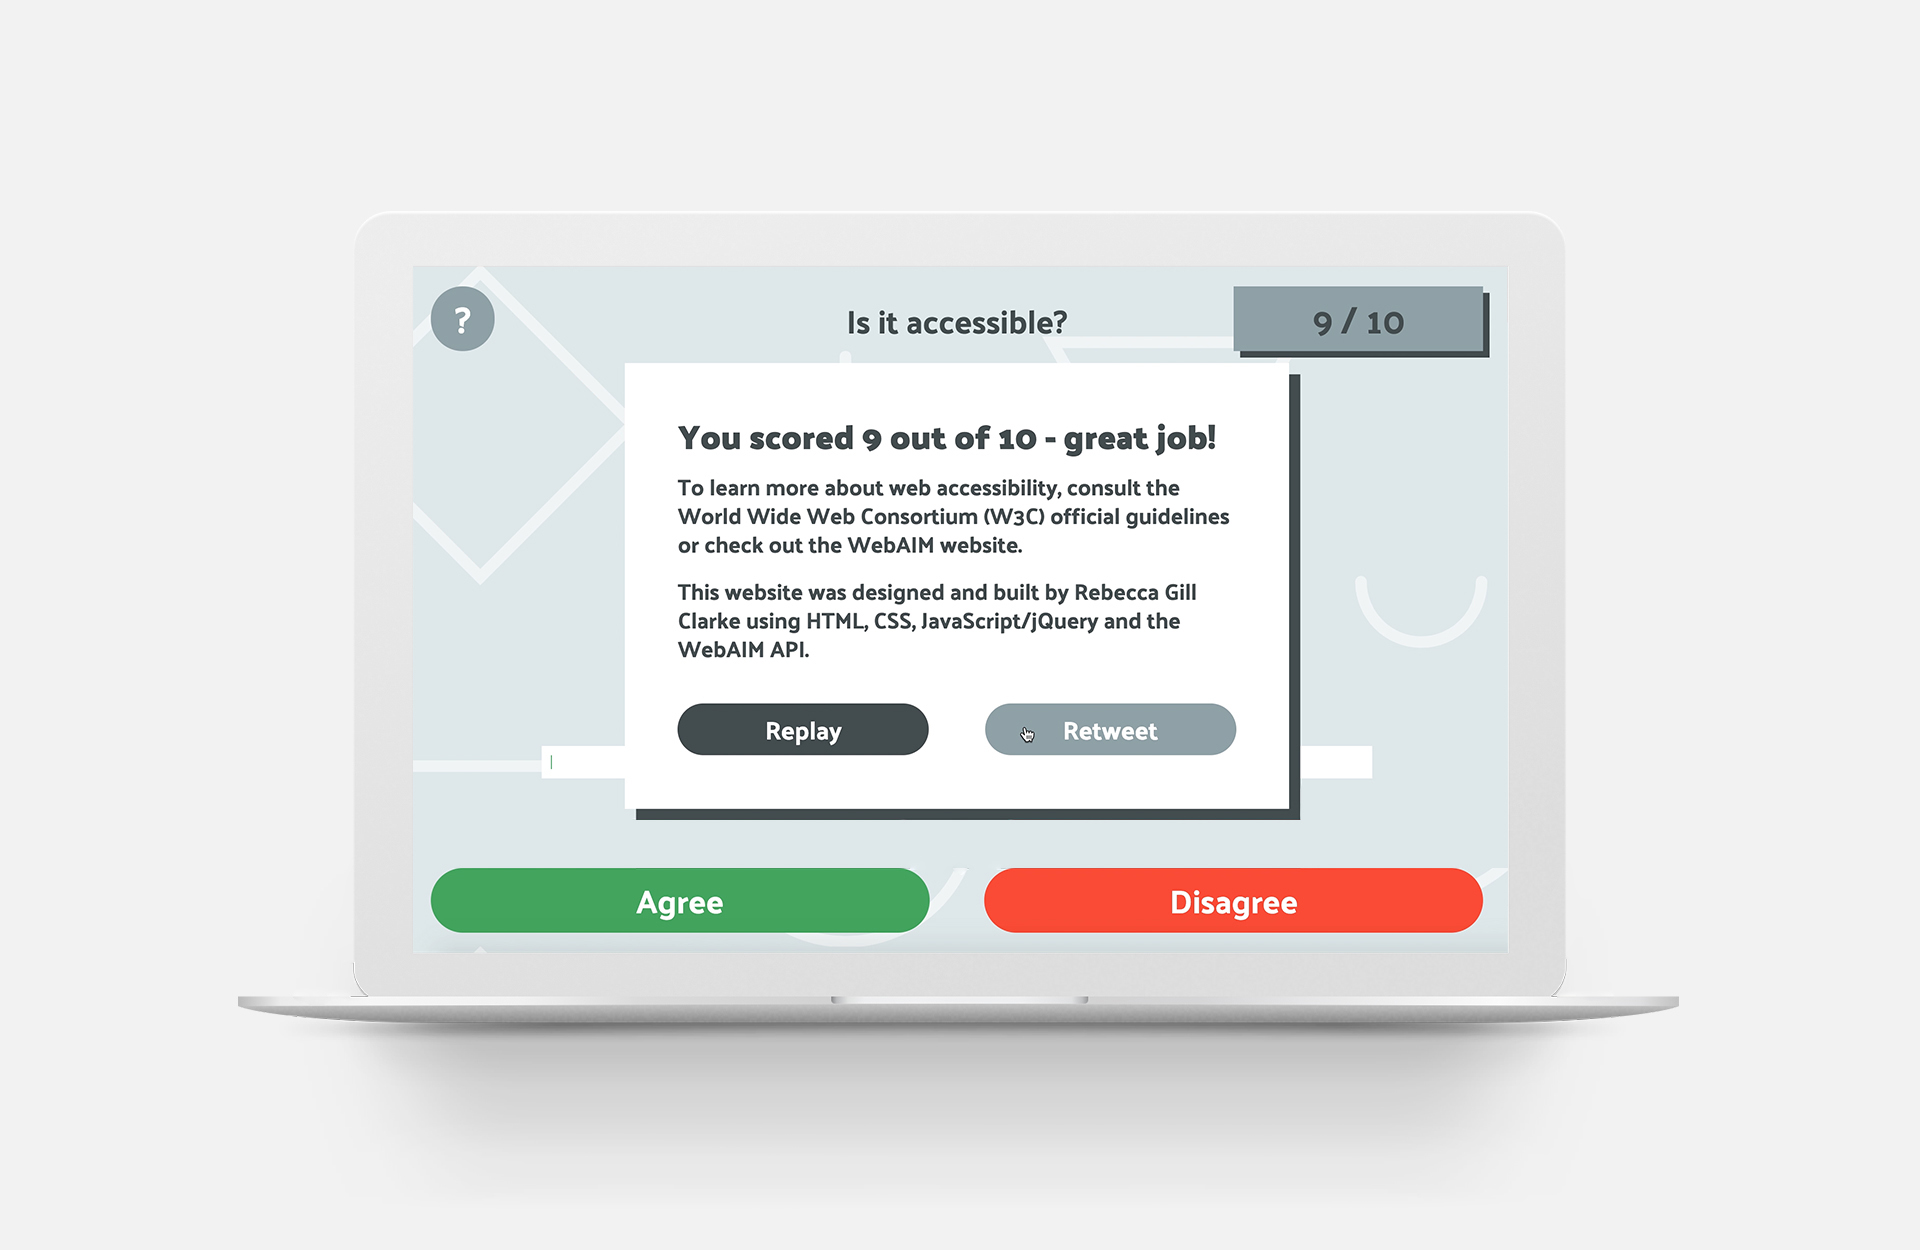 ?
Is it accessible?
9 / 10
You scored 9 out of 10 - great job!
To learn more about web accessibility, consult the
World Wide Web Consortium (W3C) official guidelines
or check out the WebAIM website.
This website was designed and built by Rebecca Gill
Clarke using HTML, CSS, JavaScript/jQuery and the
WebAIM API.
Replay
Retweet
Agree
Disagree